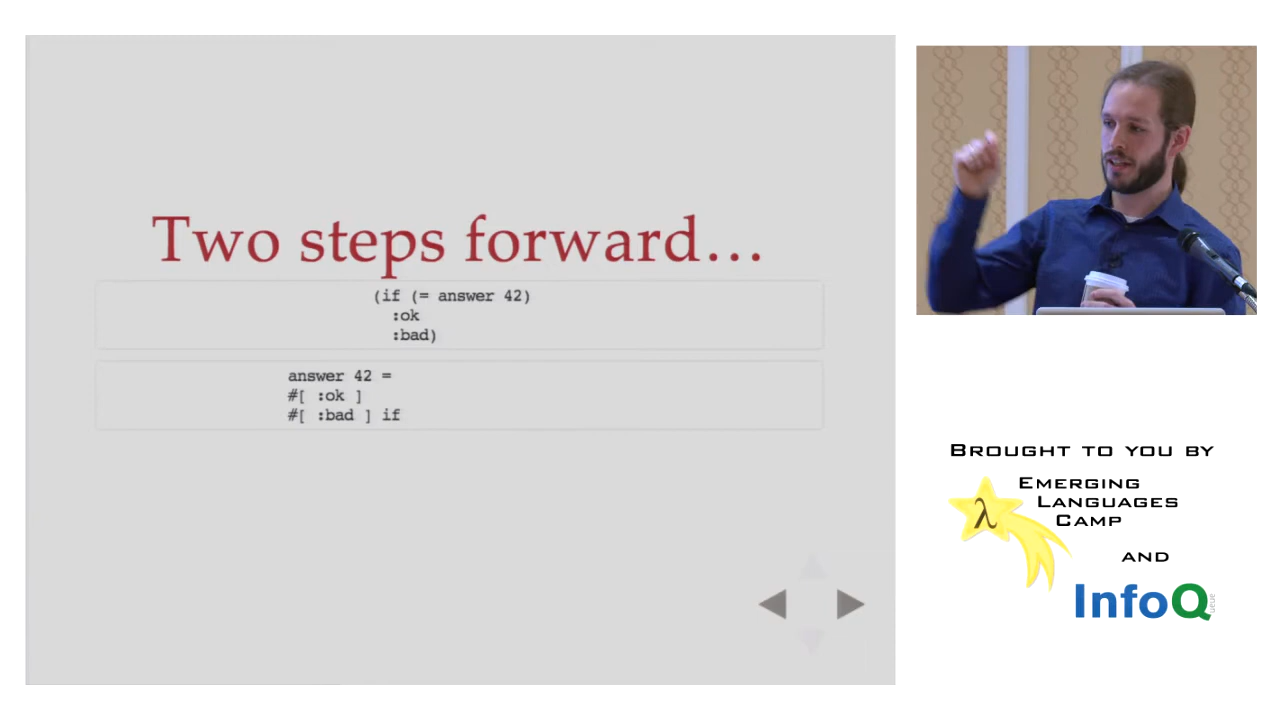 Two steps forward...
(if (= answer 42)
:ok
:bad)
answer 42 =
#[ :ok ]
#[ :bad ] if
BROUGHT TO YOU BY
EMERGING
LANGUAGES
CAMP
λ
AND
InfoQ